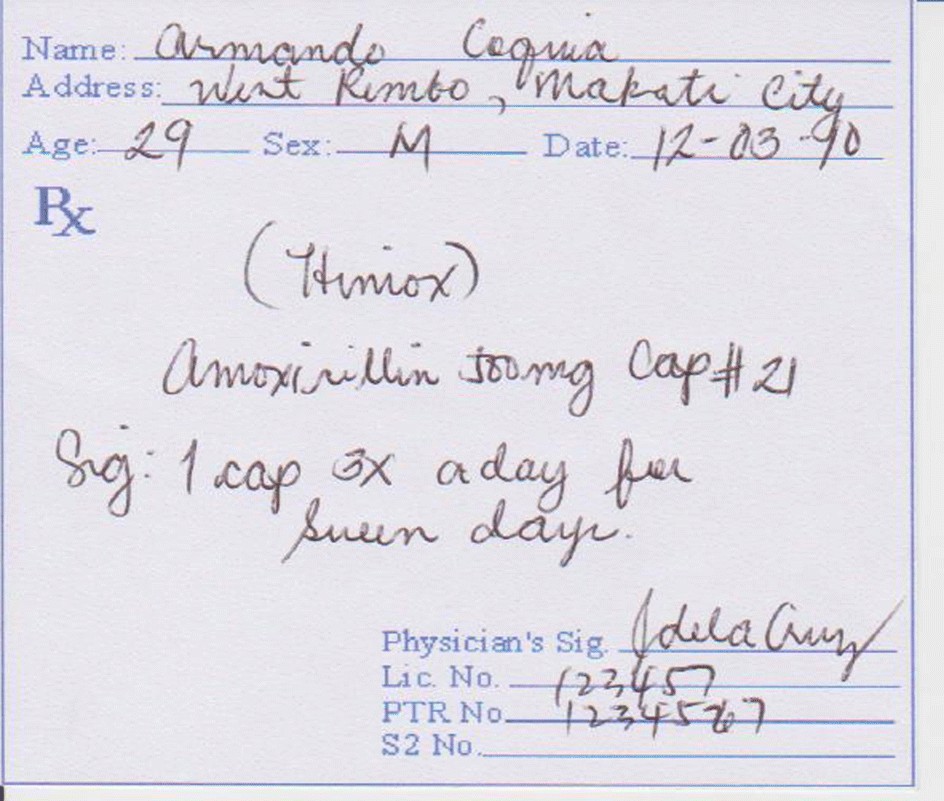 Name: Armando Coquia
Address: West Rembo, Makati City
Age: 29 Sex: M Date: 12-03-90
Rx
(Himox)
Amoxicillin 500mg Cap #21
Sig: 1 cap 3x a day for
seven days.
Physician's Sig. J dela Cruz
Lic. No. 123457
PTR No. 1234567
S2 No.